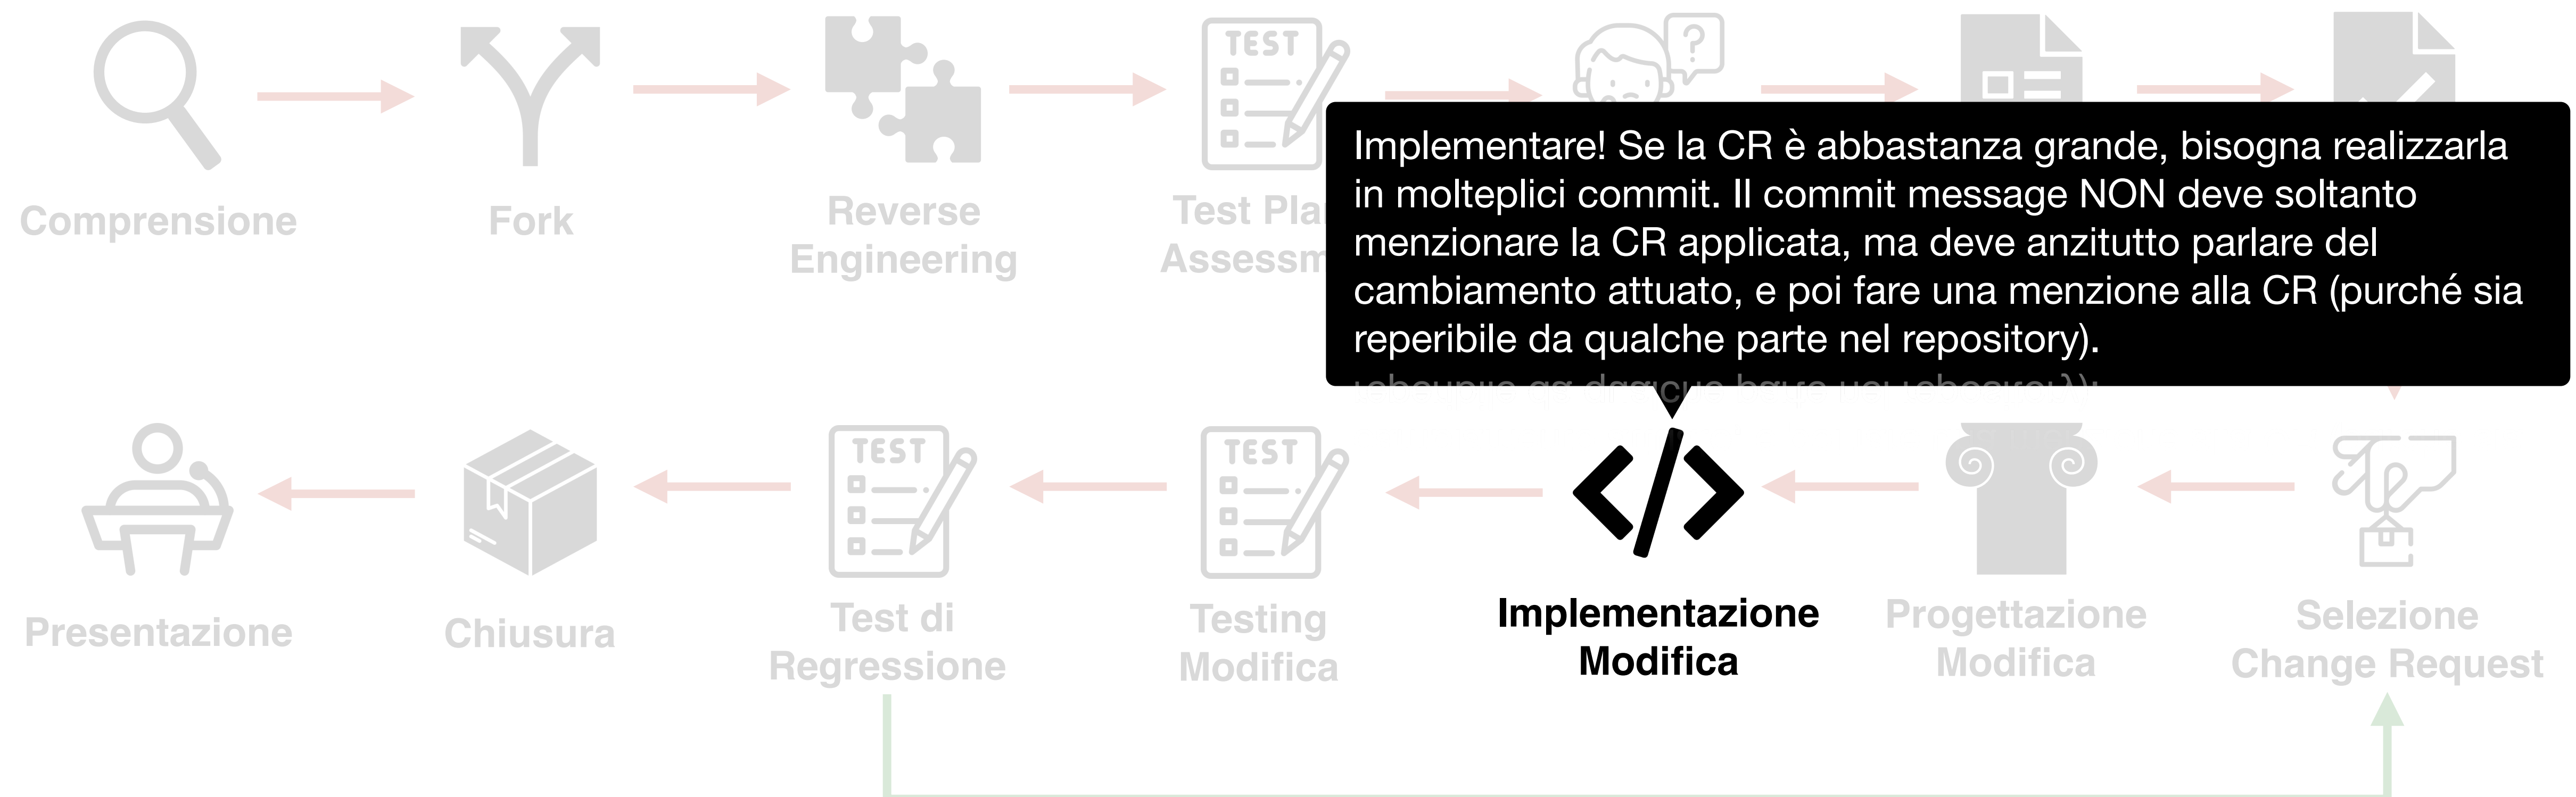 TEST
?
Comprensione
Fork
Reverse
Engineering
Test Pla
Assessm
Implementare! Se la CR è abbastanza grande, bisogna realizzarla
in molteplici commit. Il commit message NON deve soltanto
menzionare la CR applicata, ma deve anzitutto parlare del
cambiamento attuato, e poi fare una menzione alla CR (purché sia
reperibile da qualche parte nel repository).
TEST
TEST
Presentazione
Chiusura
Test di
Regressione
Testing
Modifica
Implementazione
Modifica
Progettazione
Modifica
Selezione
Change Request